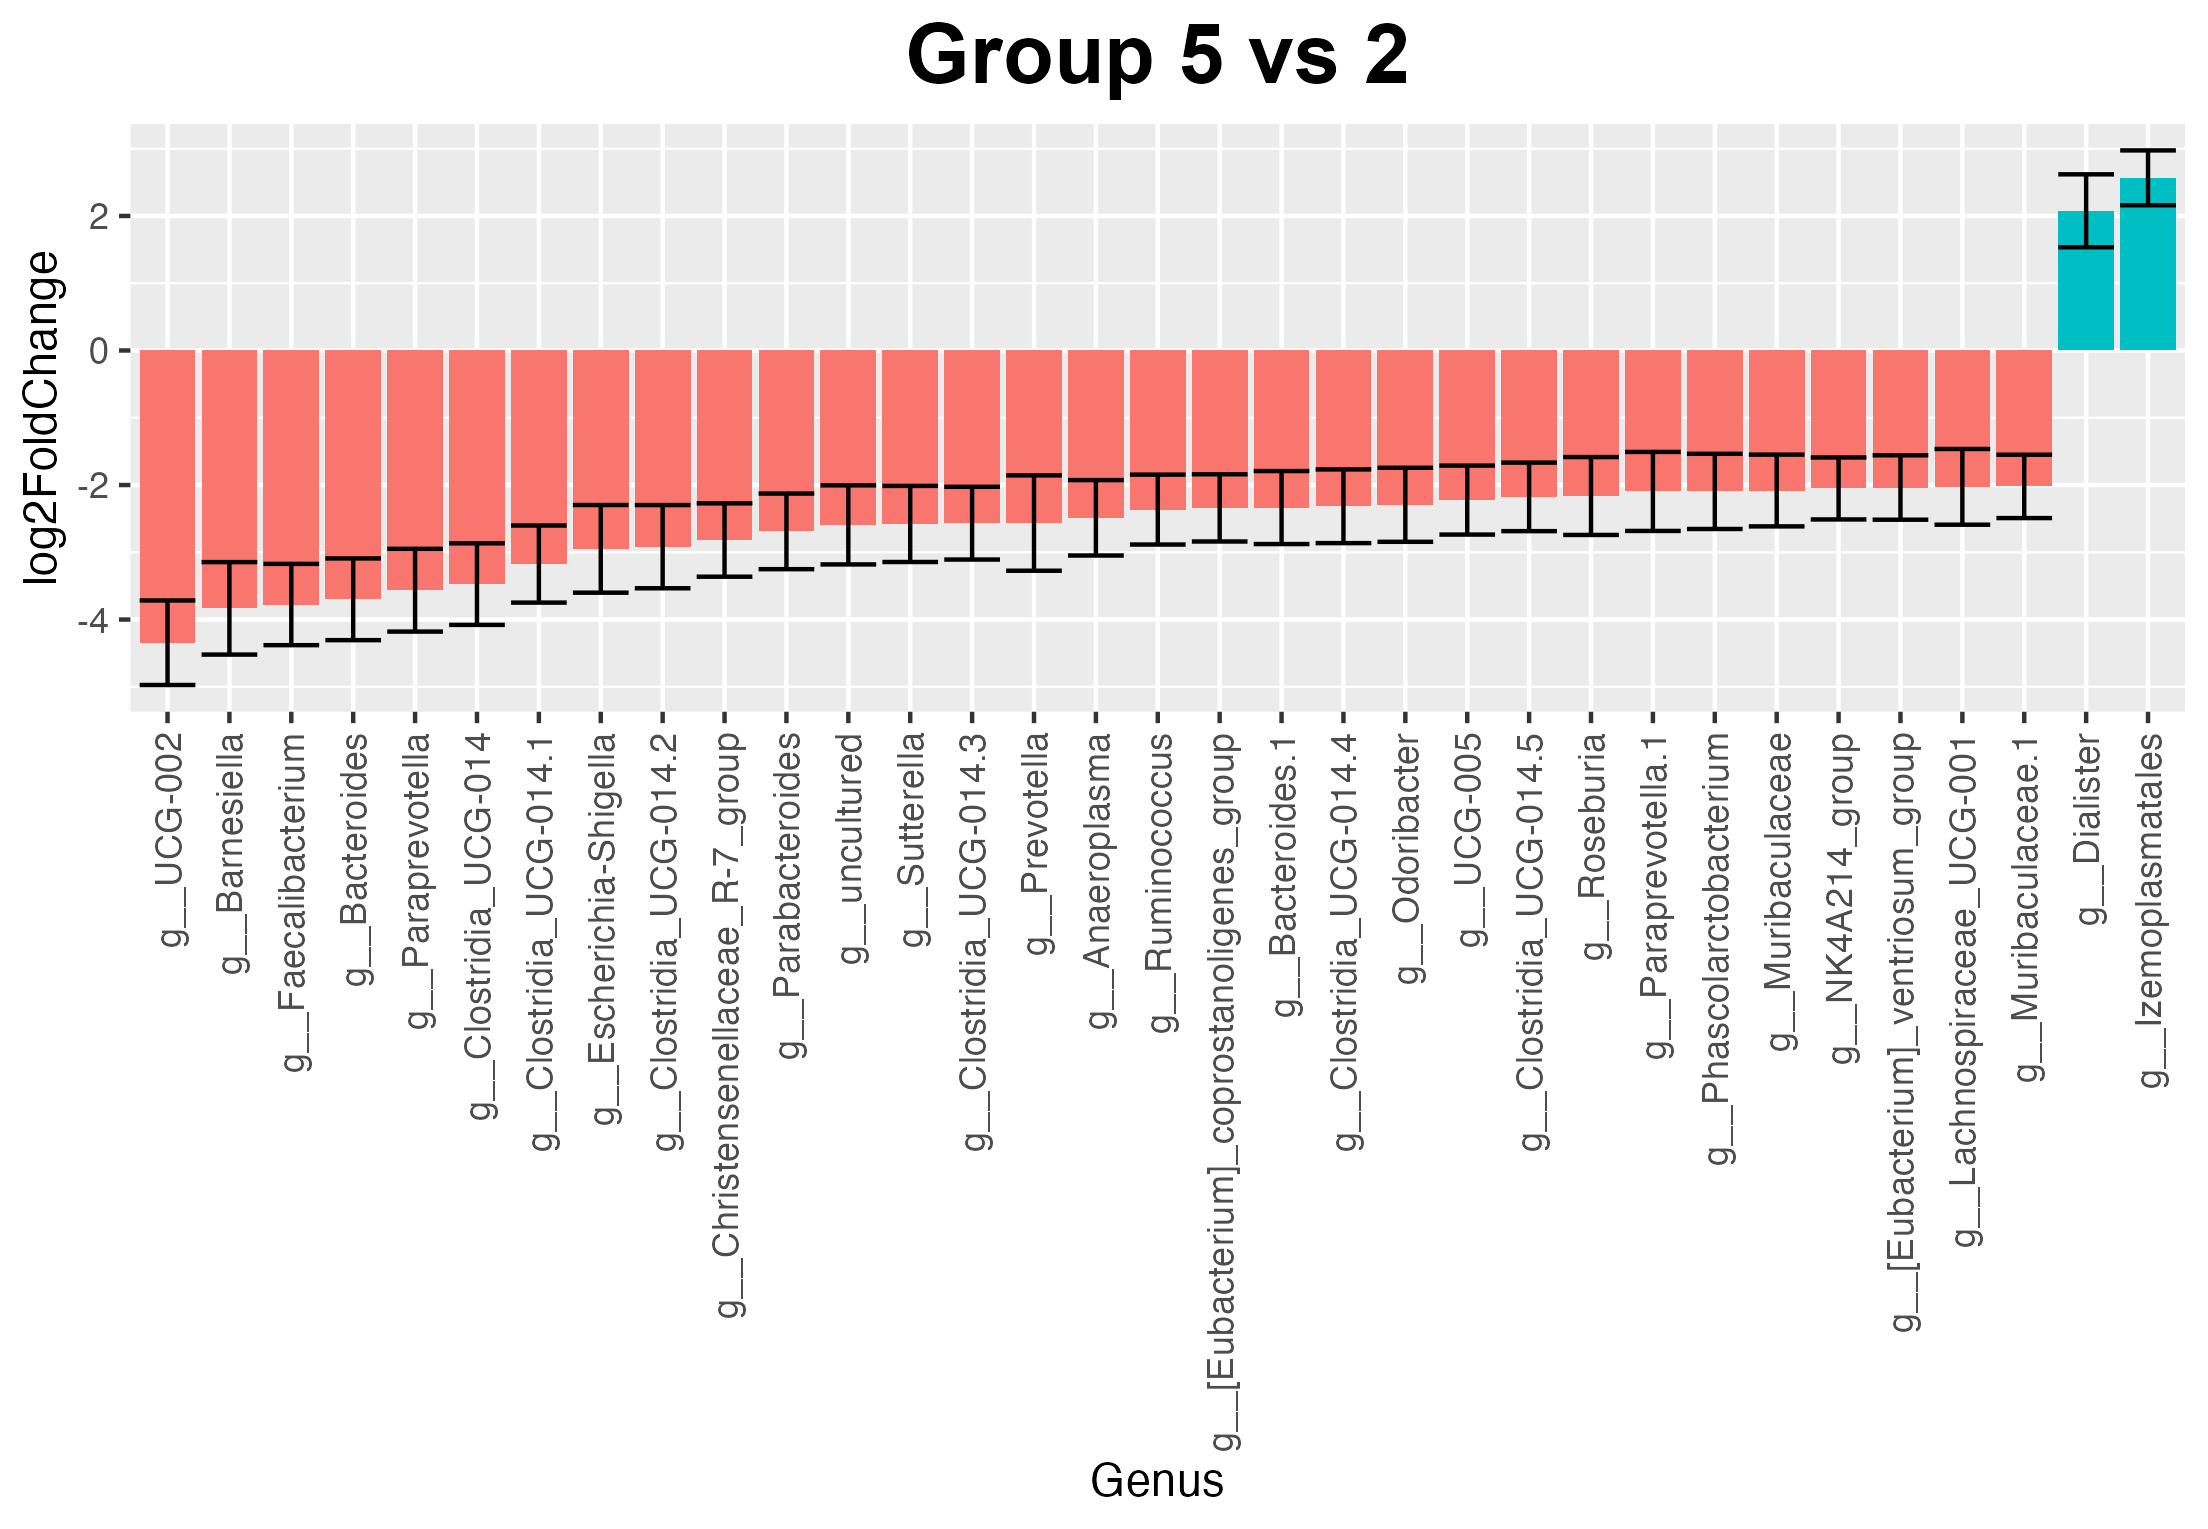 Group 5 vs 2
log2FoldChange
2
0
-2
-4
g__UCG-002
g__Barnesiella
g__Faecalibacterium
g__Bacteroides
g__Paraprevotella
g__Clostridia_UCG-014
g__Clostridia_UCG-014.1
g__Escherichia-Shigella
g__Clostridia_UCG-014.2
g__Christensenellaceae_R-7_group
g__Parabacteroides
g__uncultured
g__Sutterella
g__Clostridia_UCG-014.3
g__Prevotella
g__Anaeroplasma
g__Ruminococcus
g__[Eubacterium]_coprostanoligenes_group
g__Bacteroides.1
g__Clostridia_UCG-014.4
g__Odoribacter
g__UCG-005
g__Clostridia_UCG-014.5
g__Roseburia
g__Paraprevotella.1
g__Phascolarctobacterium
g__Muribaculaceae
g__NK4A214_group
g__[Eubacterium]_ventriosum_group
g__Lachnospiraceae_UCG-001
g__Muribaculaceae.1
g__Dialister
g__Izemoplasmatales
Genus